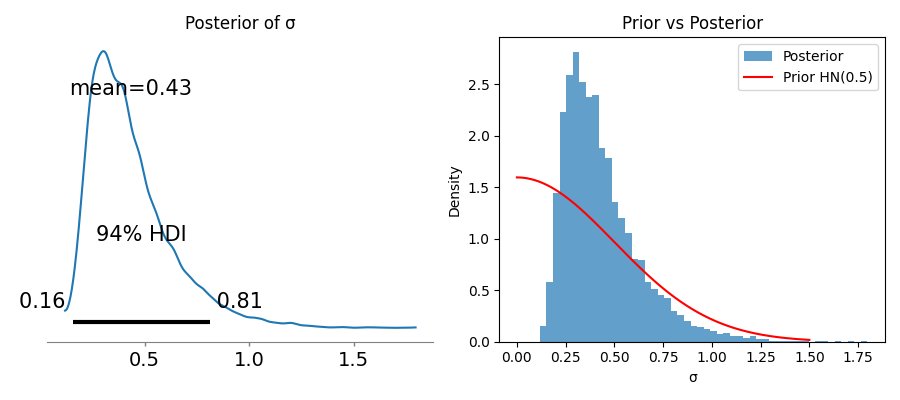 Posterior of σ
mean=0.43
94% HDI
0.16
0.81
0.5
1.0
1.5
Prior vs Posterior
Posterior
Prior HN(0.5)
Density
2.5
2.0
1.5
1.0
0.5
0.0
0.00 0.25 0.50 0.75 1.00 1.25 1.50 1.75
σ